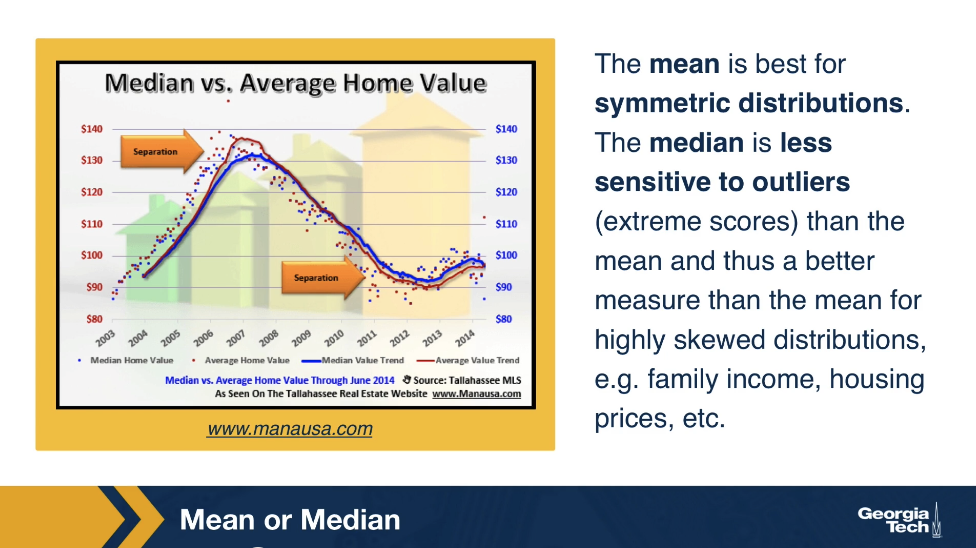 Median vs. Average Home Value
$140
$130
$120
$110
$100
$90
$80
Separation
Separation
$140
$130
$120
$110
$100
$90
$80
2003 2004 2005 2006 2007 2008 2009 2010 2011 2012 2013 2014
Median Home Value Average Home Value Median Value Trend Average Value Trend
Median vs. Average Home Value Through June 2014 Source: Tallahassee MLS
As Seen On The Tallahassee Real Estate Website www.Manausa.com
www.manausa.com
The mean is best for
symmetric distributions.
The median is less
sensitive to outliers
(extreme scores) than the
mean and thus a better
measure than the mean for
highly skewed distributions,
e.g. family income, housing
prices, etc.
Mean or Median
Georgia
Tech